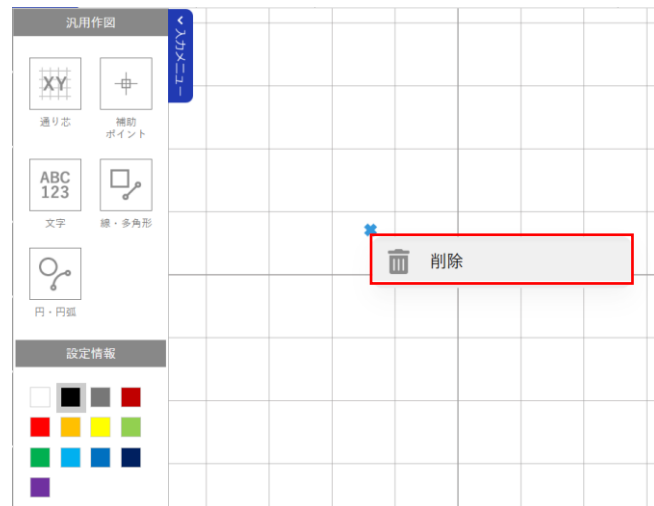 汎用作図
入力メニュー
XY
通り芯
補助
ポイント
ABC
123
文字
線・多角形
円・円弧
削除
設定情報